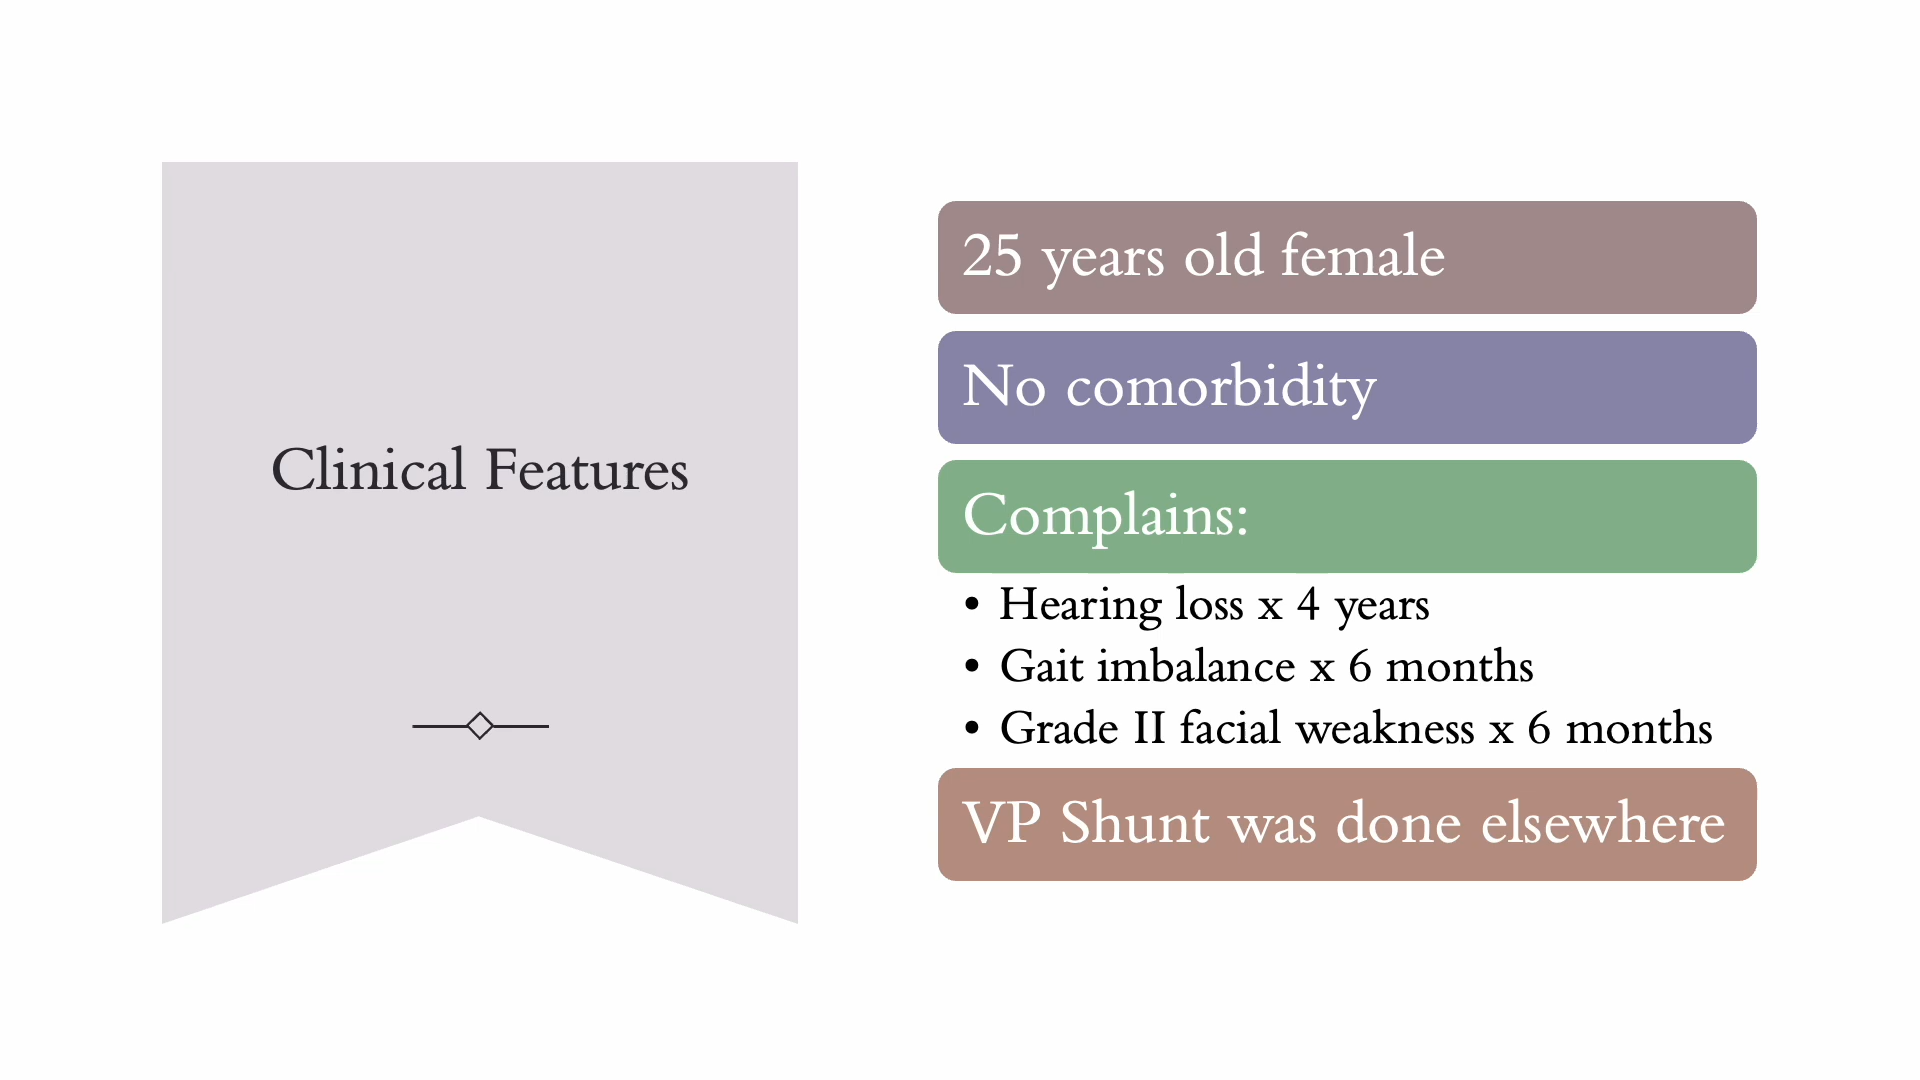 Clinical Features
25 years old female
No comorbidity
Complains:
• Hearing loss x 4 years
• Gait imbalance x 6 months
• Grade II facial weakness x 6 months
VP Shunt was done elsewhere